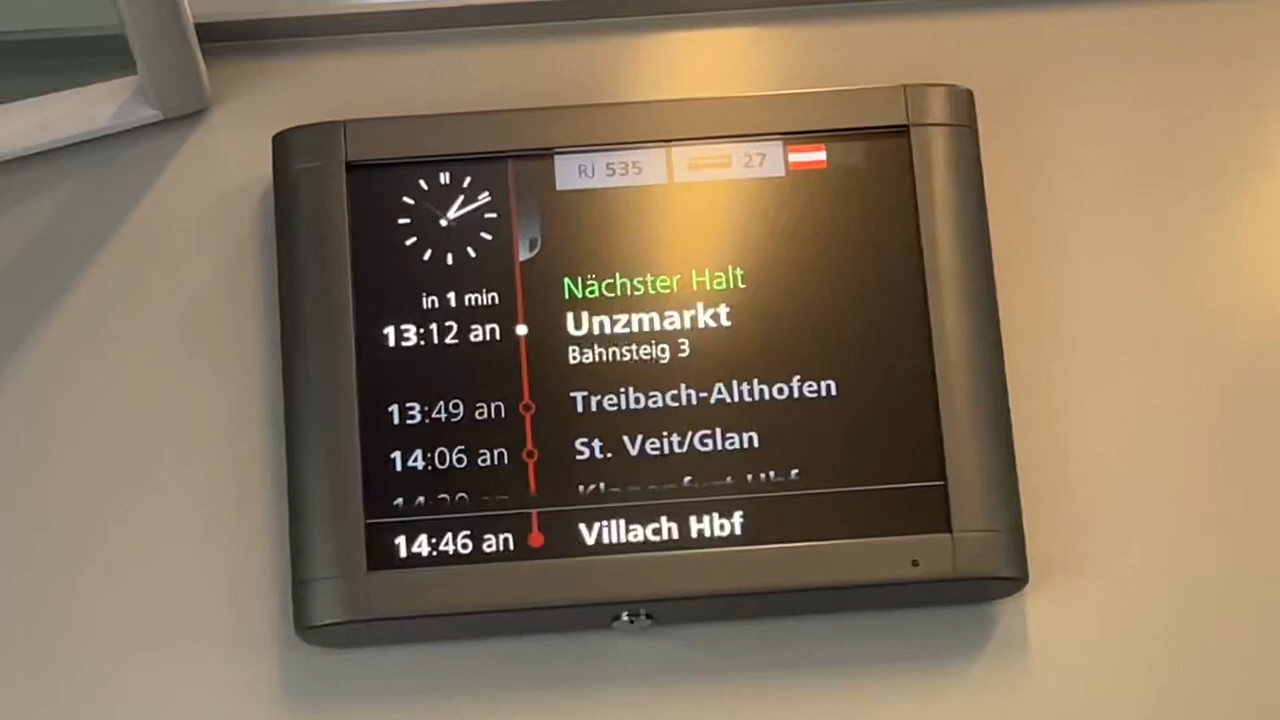 RJ 535
27
Nächster Halt
in 1 min
13:12 an
Unzmarkt
Bahnsteig 3
13:49 an
Treibach-Althofen
14:06 an
St. Veit/Glan
14:46 an
Villach Hbf